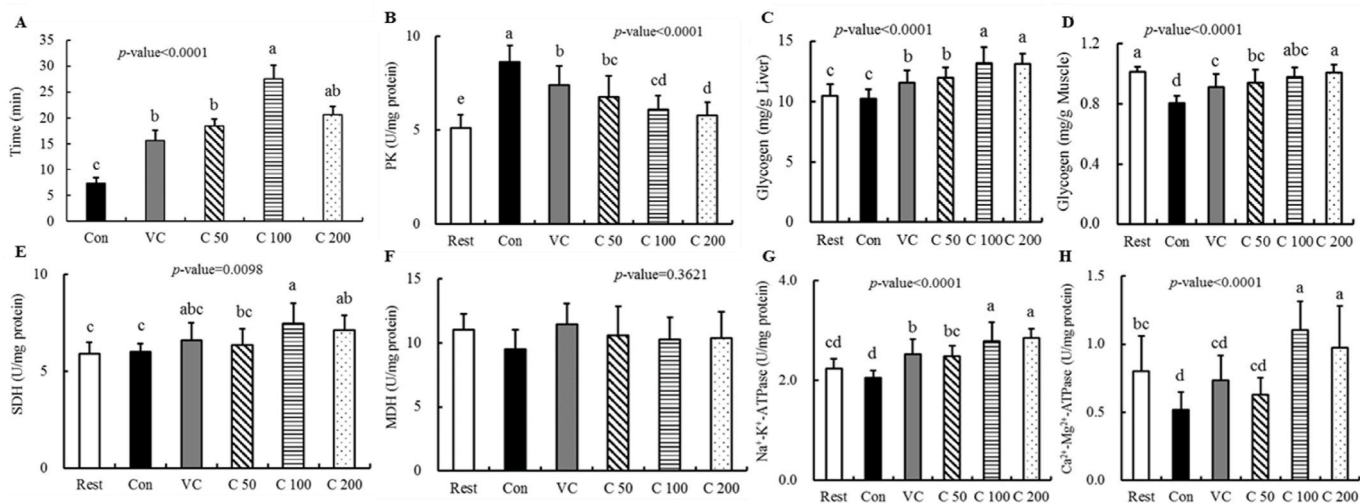 A
p-value<0.0001
Time (min)
35
30
25
20
15
10
5
0
c
b
b
a
ab
Con VC C 50 C 100 C 200
B
p-value<0.0001
PK (U/mg protein)
10
5
0
e
a
b
bc
cd
d
Rest Con VC C 50 C 100 C 200
C
p-value<0.0001
Glycogen (mg/g Liver)
15
10
5
0
c
c
b
b
a
a
Rest Con VC C 50 C 100 C 200
D
p-value<0.0001
Glycogen (mg/g Muscle)
1.2
0.8
0.4
0.0
a
d
c
bc
abc
a
Rest Con VC C 50 C 100 C 200
E
p-value=0.0098
SDH (U/mg protein)
10
5
0
c
c
abc
bc
a
ab
Rest Con VC C 50 C 100 C 200
F
p-value=0.3621
MDH (U/mg protein)
15
10
5
0
Rest Con VC C 50 C 100 C 200
G
p-value<0.0001
Na⁺-K⁺-ATPase (U/mg protein)
4.0
2.0
0.0
cd
d
b
bc
a
a
Rest Con VC C 50 C 100 C 200
H
p-value<0.0001
Ca²⁺-Mg²⁺-ATPase (U/mg protein)
1.5
1.0
0.5
0.0
bc
d
cd
cd
a
a
Rest Con VC C 50 C 100 C 200